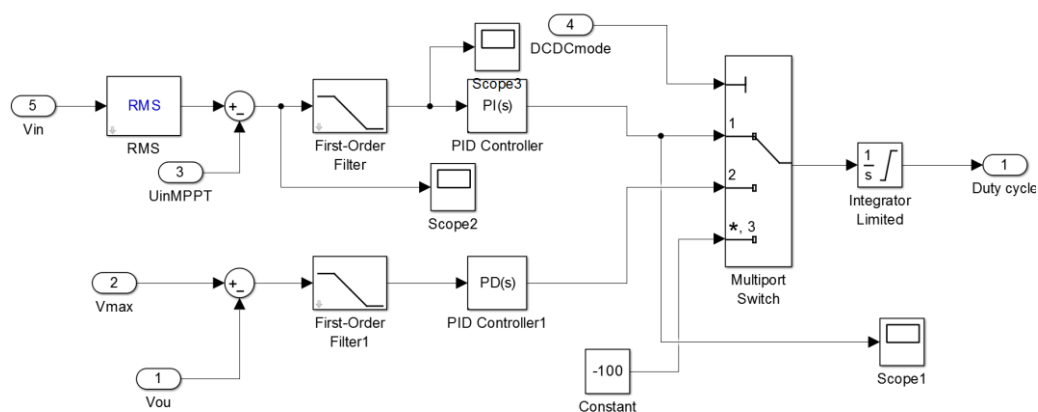 4
DCDCmode
Scope3
5
Vin
RMS
RMS
+
−
3
UinMPPT
First-Order
Filter
PI(s)
PID Controller
Scope2
1
2
*, 3
Multiport
Switch
1
s
Integrator
Limited
1
Duty cycle
2
Vmax
+
−
1
Vou
First-Order
Filter1
PD(s)
PID Controller1
-100
Constant
Scope1